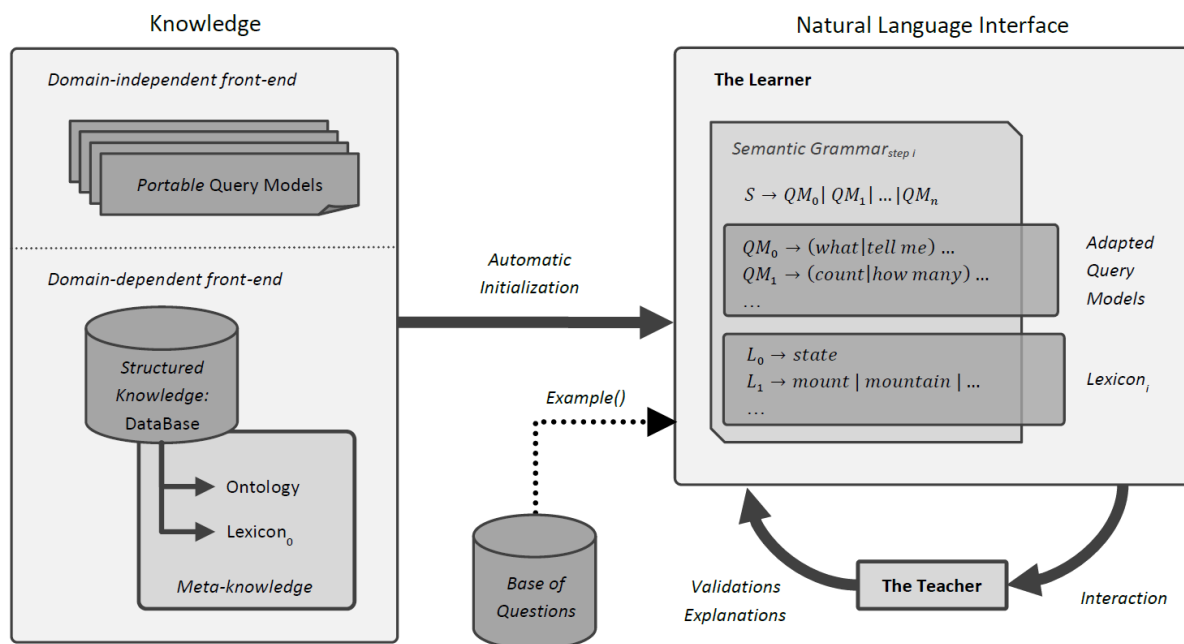 Knowledge
Domain-independent front-end
Portable Query Models
Domain-dependent front-end
Structured
Knowledge:
DataBase
Ontology
Lexicon₀
Meta-knowledge
Automatic
Initialization
Example()
Base of
Questions
Natural Language Interface
The Learner
Semantic Grammar step i
S → QM₀| QM₁| … |QMₙ
QM₀ → (what|tell me) …
QM₁ → (count|how many) …
…
Adapted
Query
Models
L₀ → state
L₁ → mount | mountain | …
…
Lexiconᵢ
Validations
Explanations
The Teacher
Interaction